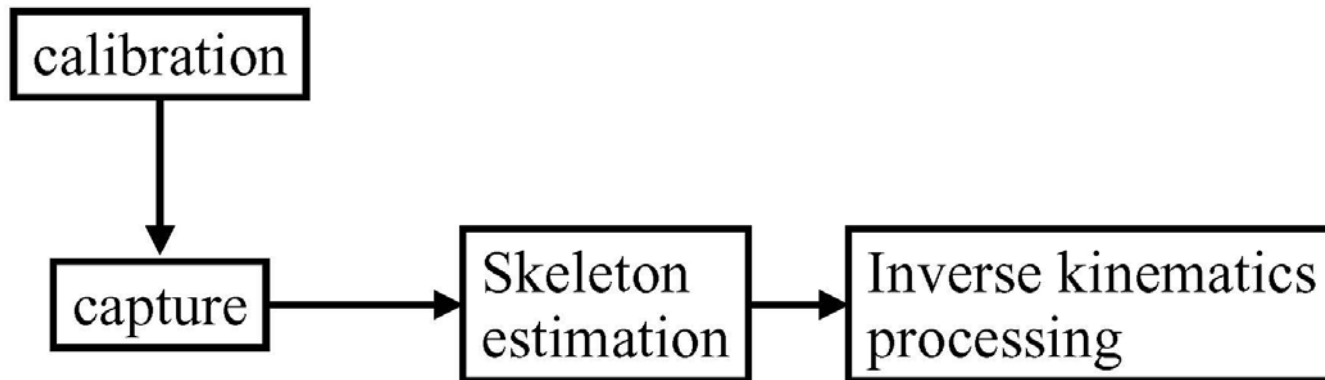 calibration
capture
Skeleton
estimation
Inverse kinematics
processing